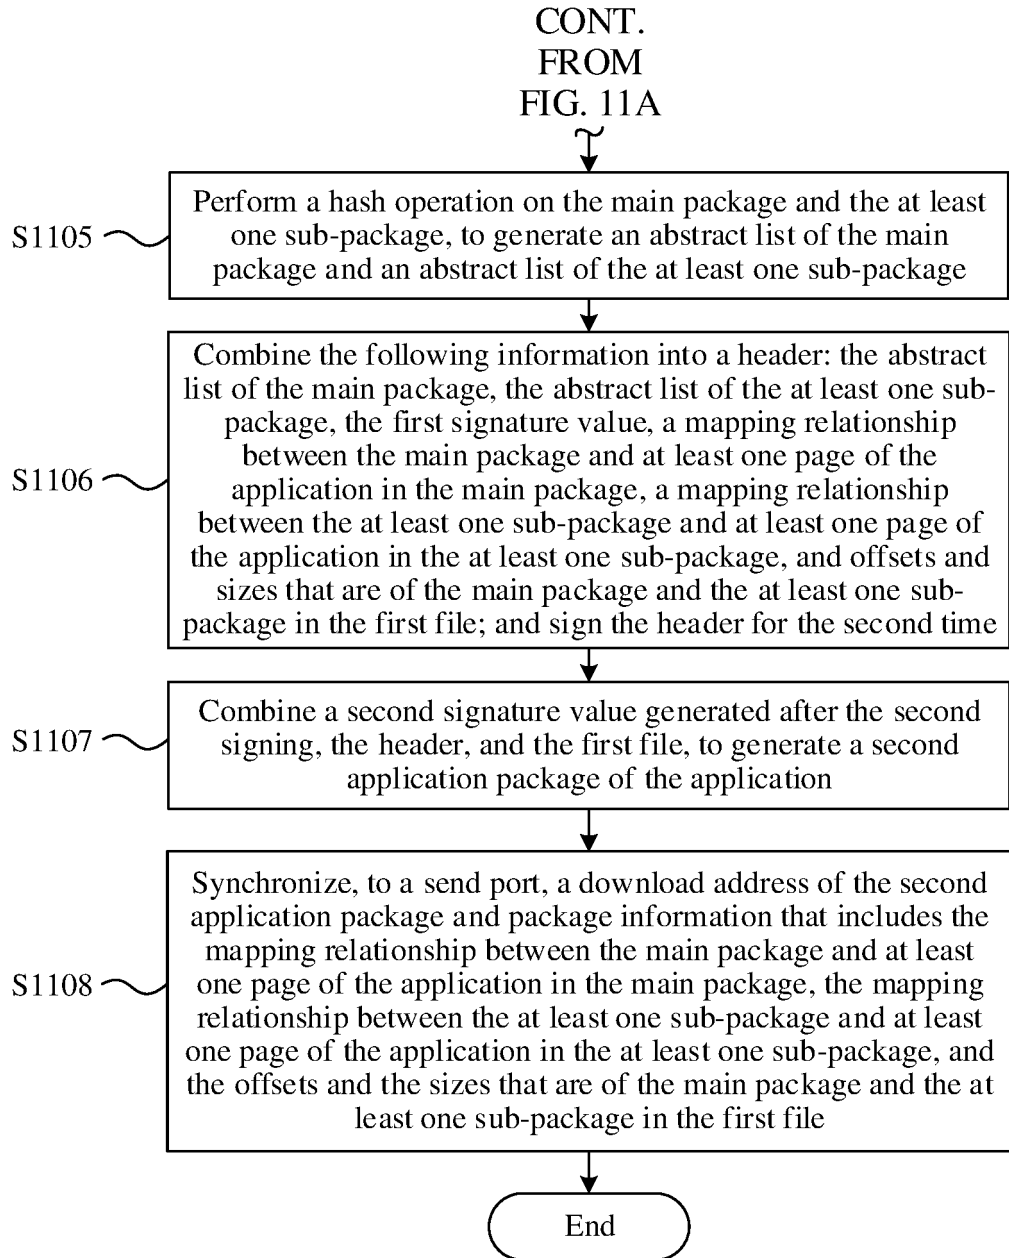 CONT.
FROM
FIG. 11A
S1105
Perform a hash operation on the main package and the at least
one sub-package, to generate an abstract list of the main
package and an abstract list of the at least one sub-package
S1106
Combine the following information into a header: the abstract
list of the main package, the abstract list of the at least one sub-
package, the first signature value, a mapping relationship
between the main package and at least one page of the
application in the main package, a mapping relationship
between the at least one sub-package and at least one page of
the application in the at least one sub-package, and offsets and
sizes that are of the main package and the at least one sub-
package in the first file; and sign the header for the second time
S1107
Combine a second signature value generated after the second
signing, the header, and the first file, to generate a second
application package of the application
S1108
Synchronize, to a send port, a download address of the second
application package and package information that includes the
mapping relationship between the main package and at least
one page of the application in the main package, the mapping
relationship between the at least one sub-package and at least
one page of the application in the at least one sub-package, and
the offsets and the sizes that are of the main package and the at
least one sub-package in the first file
End